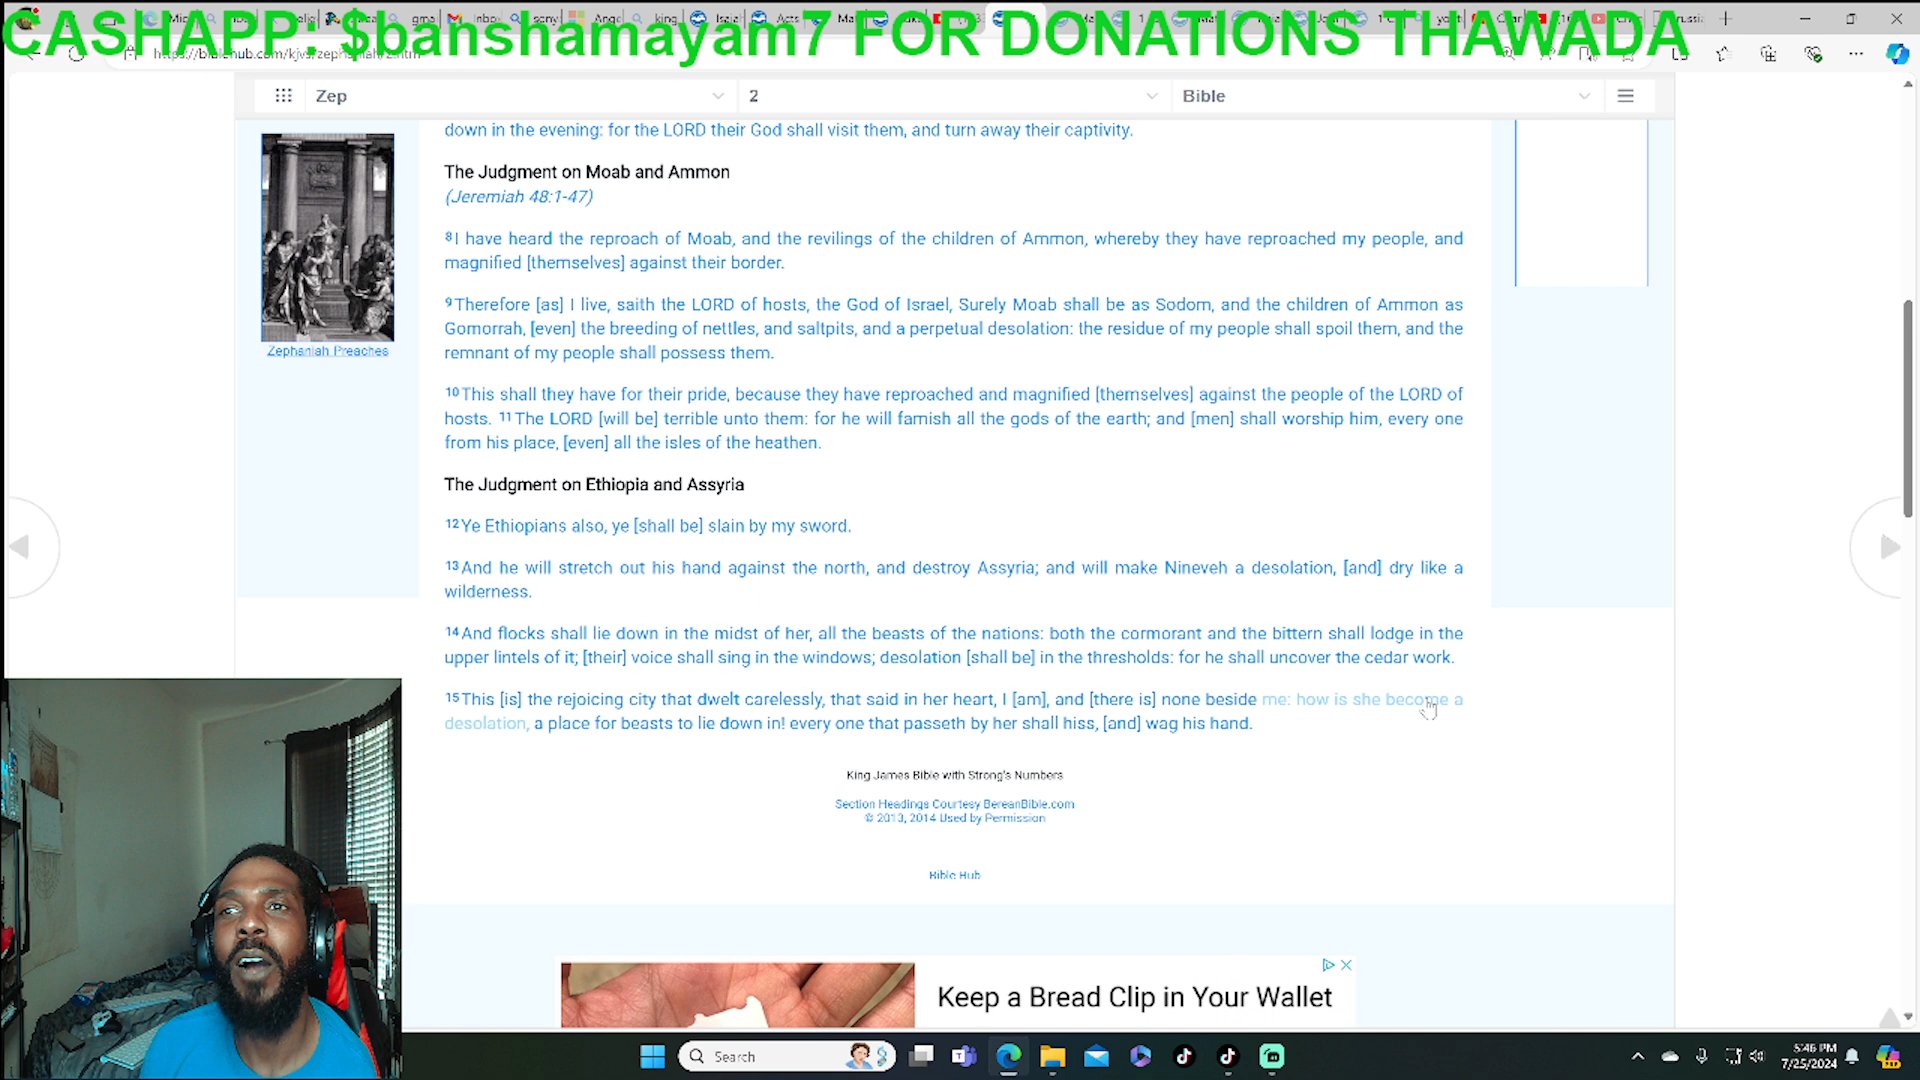 CASHAPP: $banshamayam7 FOR DONATIONS THAWADA
Zep
2
Bible
down in the evening: for the LORD their God shall visit them, and turn away their captivity.
The Judgment on Moab and Ammon
(Jeremiah 48:1-47)
8 I have heard the reproach of Moab, and the revilings of the children of Ammon, whereby they have reproached my people, and
magnified [themselves] against their border.
9 Therefore [as] I live, saith the LORD of hosts, the God of Israel, Surely Moab shall be as Sodom, and the children of Ammon as
Gomorrah, [even] the breeding of nettles, and saltpits, and a perpetual desolation: the residue of my people shall spoil them, and the
remnant of my people shall possess them.
10 This shall they have for their pride, because they have reproached and magnified [themselves] against the people of the LORD of
hosts. 11 The LORD [will be] terrible unto them: for he will famish all the gods of the earth; and [men] shall worship him, every one
from his place, [even] all the isles of the heathen.
The Judgment on Ethiopia and Assyria
12 Ye Ethiopians also, ye [shall be] slain by my sword.
13 And he will stretch out his hand against the north, and destroy Assyria; and will make Nineveh a desolation, [and] dry like a
wilderness.
14 And flocks shall lie down in the midst of her, all the beasts of the nations: both the cormorant and the bittern shall lodge in the
upper lintels of it; [their] voice shall sing in the windows; desolation [shall be] in the thresholds: for he shall uncover the cedar work.
15 This [is] the rejoicing city that dwelt carelessly, that said in her heart, I [am], and [there is] none beside me: how is she become a
desolation, a place for beasts to lie down in! every one that passeth by her shall hiss, [and] wag his hand.
Zephaniah Preaches
King James Bible with Strong's Numbers
Section Headings Courtesy BereanBible.com
© 2013, 2014 Used by Permission
Bible Hub
Keep a Bread Clip in Your Wallet
Search
5:46 PM
7/25/2024